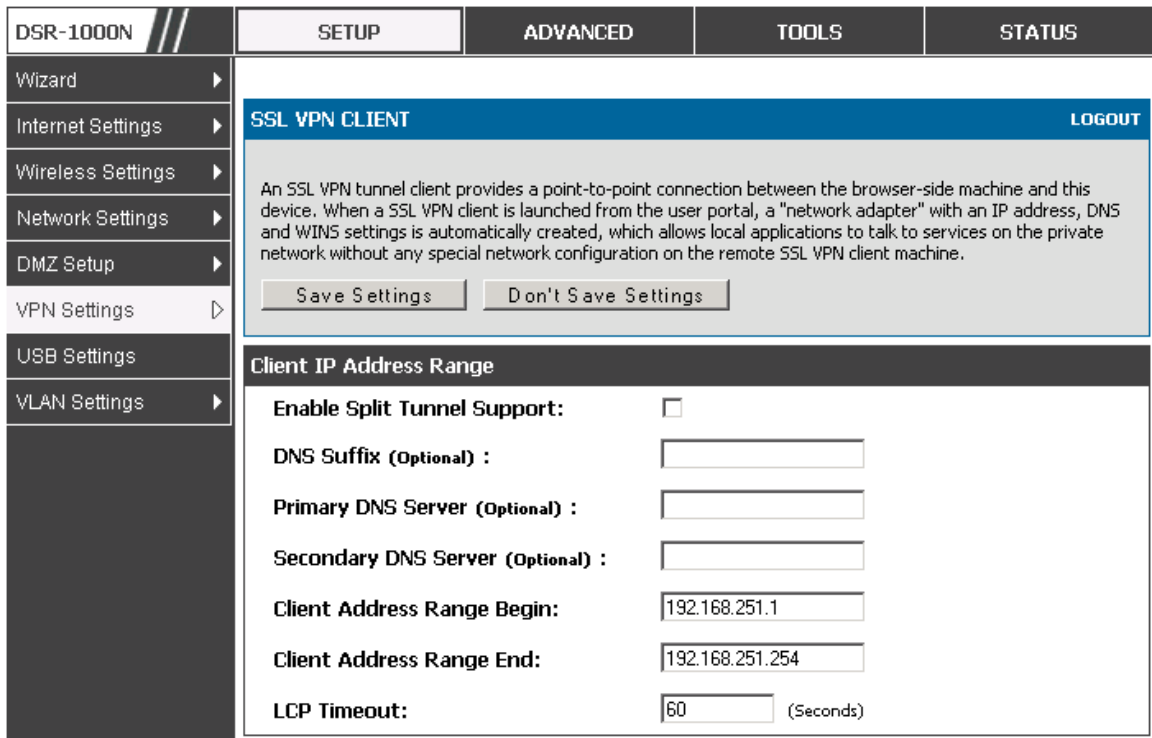 DSR-1000N
SETUP
ADVANCED
TOOLS
STATUS
Wizard
Internet Settings
Wireless Settings
Network Settings
DMZ Setup
VPN Settings
USB Settings
VLAN Settings
SSL VPN CLIENT
LOGOUT
An SSL VPN tunnel client provides a point-to-point connection between the browser-side machine and this
device. When a SSL VPN client is launched from the user portal, a "network adapter" with an IP address, DNS
and WINS settings is automatically created, which allows local applications to talk to services on the private
network without any special network configuration on the remote SSL VPN client machine.
Save Settings
Don't Save Settings
Client IP Address Range
Enable Split Tunnel Support:
DNS Suffix (Optional) :
Primary DNS Server (Optional) :
Secondary DNS Server (Optional) :
Client Address Range Begin: 192.168.251.1
Client Address Range End: 192.168.251.254
LCP Timeout: 60 (Seconds)